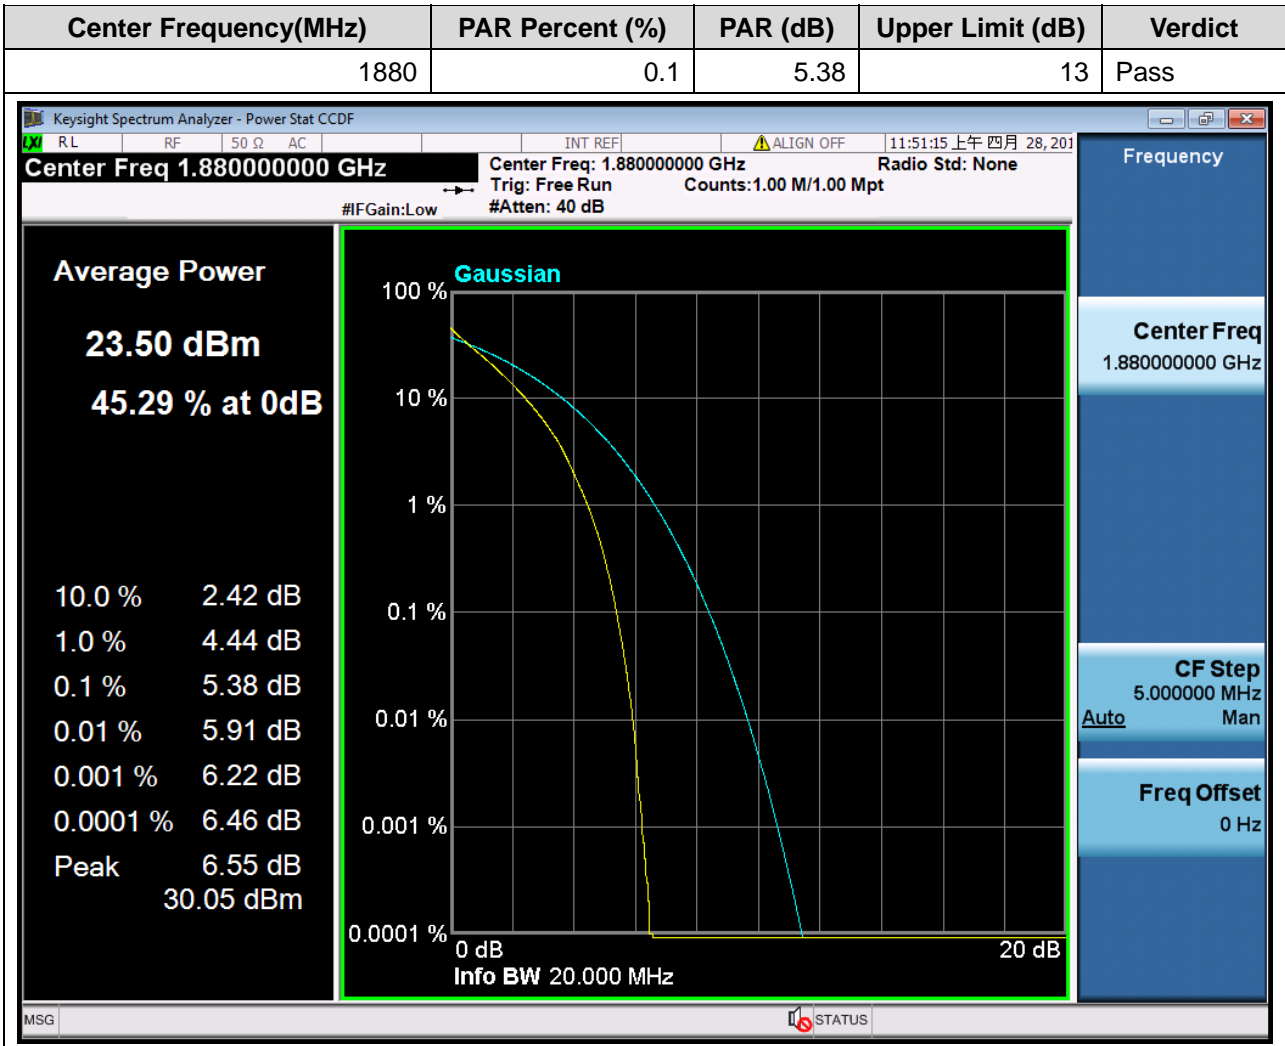 Center Frequency(MHz) PAR Percent (%) PAR (dB) Upper Limit (dB) Verdict
1880 0.1 5.38 13 Pass
Keysight Spectrum Analyzer - Power Stat CCDF
LXI RL RF 50 Ω AC INT REF ALIGN OFF 11:51:15 上午 四月 28, 201
Center Freq 1.880000000 GHz
#IFGain:Low
Center Freq: 1.880000000 GHz Radio Std: None
Trig: Free Run Counts:1.00 M/1.00 Mpt
#Atten: 40 dB
Average Power
23.50 dBm
45.29 % at 0dB
10.0 % 2.42 dB
1.0 % 4.44 dB
0.1 % 5.38 dB
0.01 % 5.91 dB
0.001 % 6.22 dB
0.0001 % 6.46 dB
Peak 6.55 dB
30.05 dBm
Gaussian
100 %
10 %
1 %
0.1 %
0.01 %
0.001 %
0.0001 %
0 dB 20 dB
Info BW 20.000 MHz
Frequency
Center Freq
1.880000000 GHz
CF Step
5.000000 MHz
Auto Man
Freq Offset
0 Hz
MSG STATUS